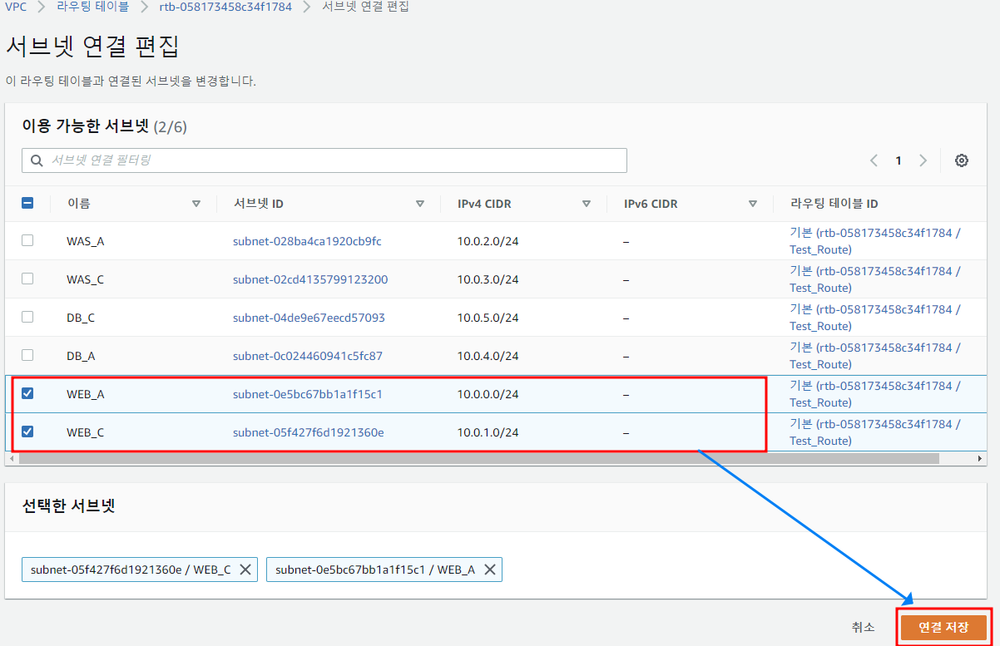 VPC > 라우팅 테이블 > rtb-058173458c34f1784 > 서브넷 연결 편집
서브넷 연결 편집
이 라우팅 테이블과 연결된 서브넷을 변경합니다.
이용 가능한 서브넷 (2/6)
서브넷 연결 필터링
1
이름 서브넷 ID IPv4 CIDR IPv6 CIDR 라우팅 테이블 ID
WAS_A subnet-028ba4ca1920cb9fc 10.0.2.0/24 – 기본 (rtb-058173458c34f1784 /
Test_Route)
WAS_C subnet-02cd4135799123200 10.0.3.0/24 – 기본 (rtb-058173458c34f1784 /
Test_Route)
DB_C subnet-04de9e67eecd57093 10.0.5.0/24 – 기본 (rtb-058173458c34f1784 /
Test_Route)
DB_A subnet-0c024460941c5fc87 10.0.4.0/24 – 기본 (rtb-058173458c34f1784 /
Test_Route)
WEB_A subnet-0e5bc67bb1a1f15c1 10.0.0.0/24 – 기본 (rtb-058173458c34f1784 /
Test_Route)
WEB_C subnet-05f427f6d1921360e 10.0.1.0/24 – 기본 (rtb-058173458c34f1784 /
Test_Route)
선택한 서브넷
subnet-05f427f6d1921360e / WEB_C subnet-0e5bc67bb1a1f15c1 / WEB_A
취소 연결 저장